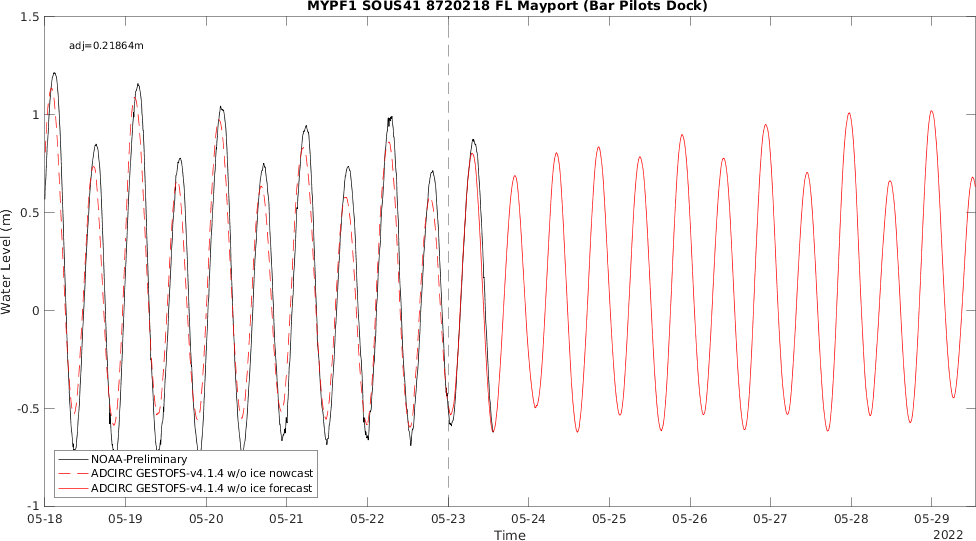 MYPF1 SOUS41 8720218 FL Mayport (Bar Pilots Dock)
1.5
adj=0.21864m
1
0.5
0
-0.5
-1
Water Level (m)
NOAA-Preliminary
ADCIRC GESTOFS-v4.1.4 w/o ice nowcast
ADCIRC GESTOFS-v4.1.4 w/o ice forecast
05-18 05-19 05-20 05-21 05-22 05-23 05-24 05-25 05-26 05-27 05-28 05-29
Time
2022